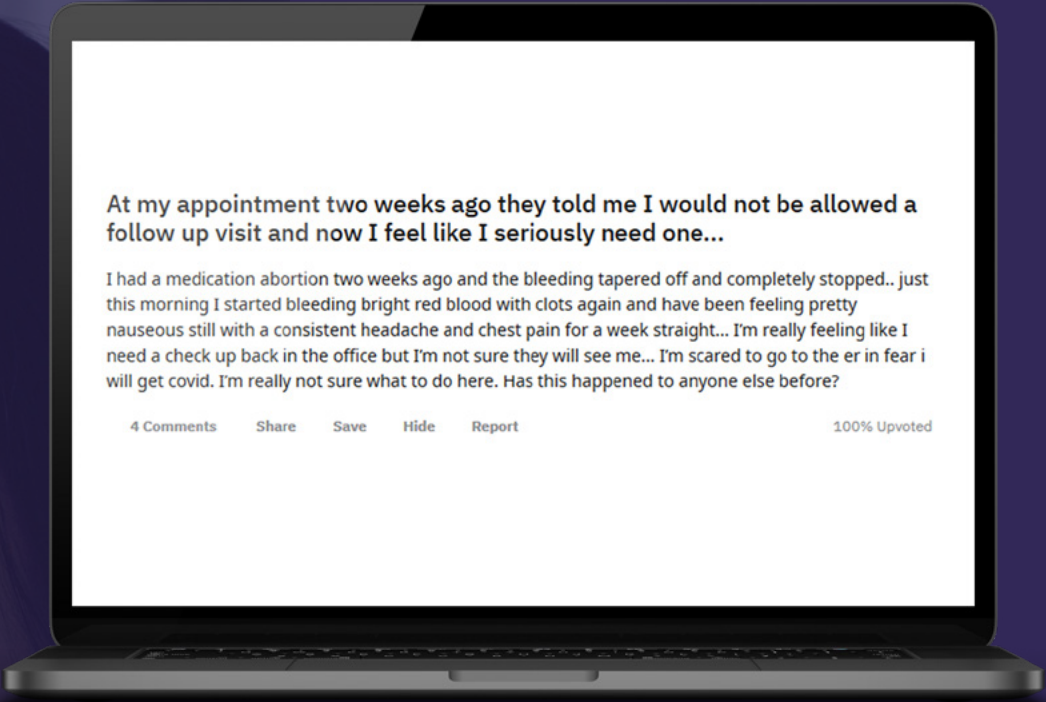 At my appointment two weeks ago they told me I would not be allowed a
follow up visit and now I feel like I seriously need one...
I had a medication abortion two weeks ago and the bleeding tapered off and completely stopped.. just
this morning I started bleeding bright red blood with clots again and have been feeling pretty
nauseous still with a consistent headache and chest pain for a week straight... I'm really feeling like I
need a check up back in the office but I'm not sure they will see me... I'm scared to go to the er in fear i
will get covid. I'm really not sure what to do here. Has this happened to anyone else before?
4 Comments Share Save Hide Report 100% Upvoted